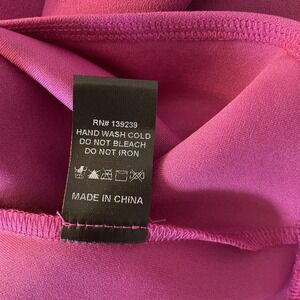 RN# 139239
HAND WASH COLD
DO NOT BLEACH
DO NOT IRON
MADE IN CHINA